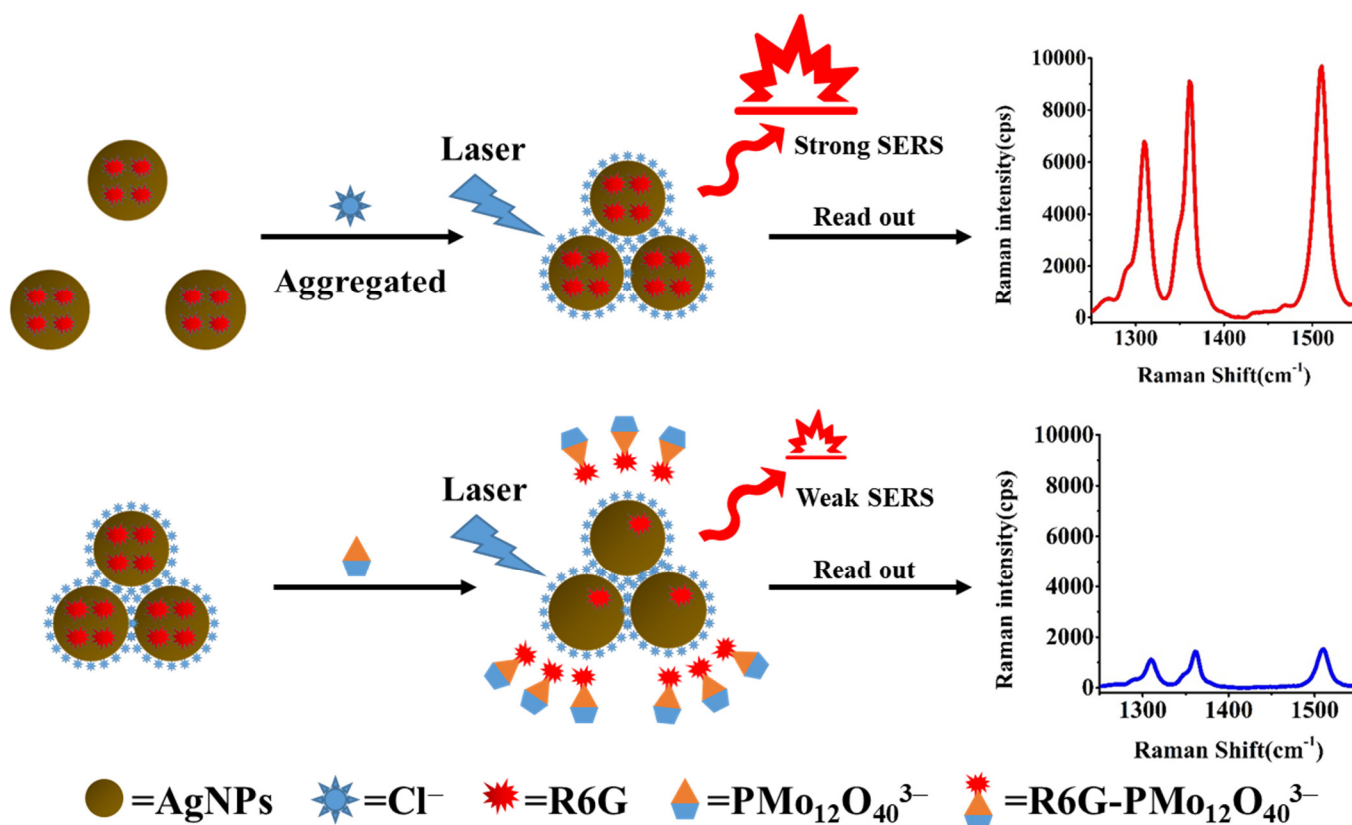 Laser
Aggregated
Strong SERS
Read out
10000
8000
6000
4000
2000
0
Raman intensity(cps)
1300 1400 1500
Raman Shift(cm⁻¹)
Laser
Weak SERS
Read out
10000
8000
6000
4000
2000
0
Raman intensity(cps)
1300 1400 1500
Raman Shift(cm⁻¹)
=AgNPs =Cl⁻ =R6G =PMo₁₂O₄₀³⁻ =R6G-PMo₁₂O₄₀³⁻